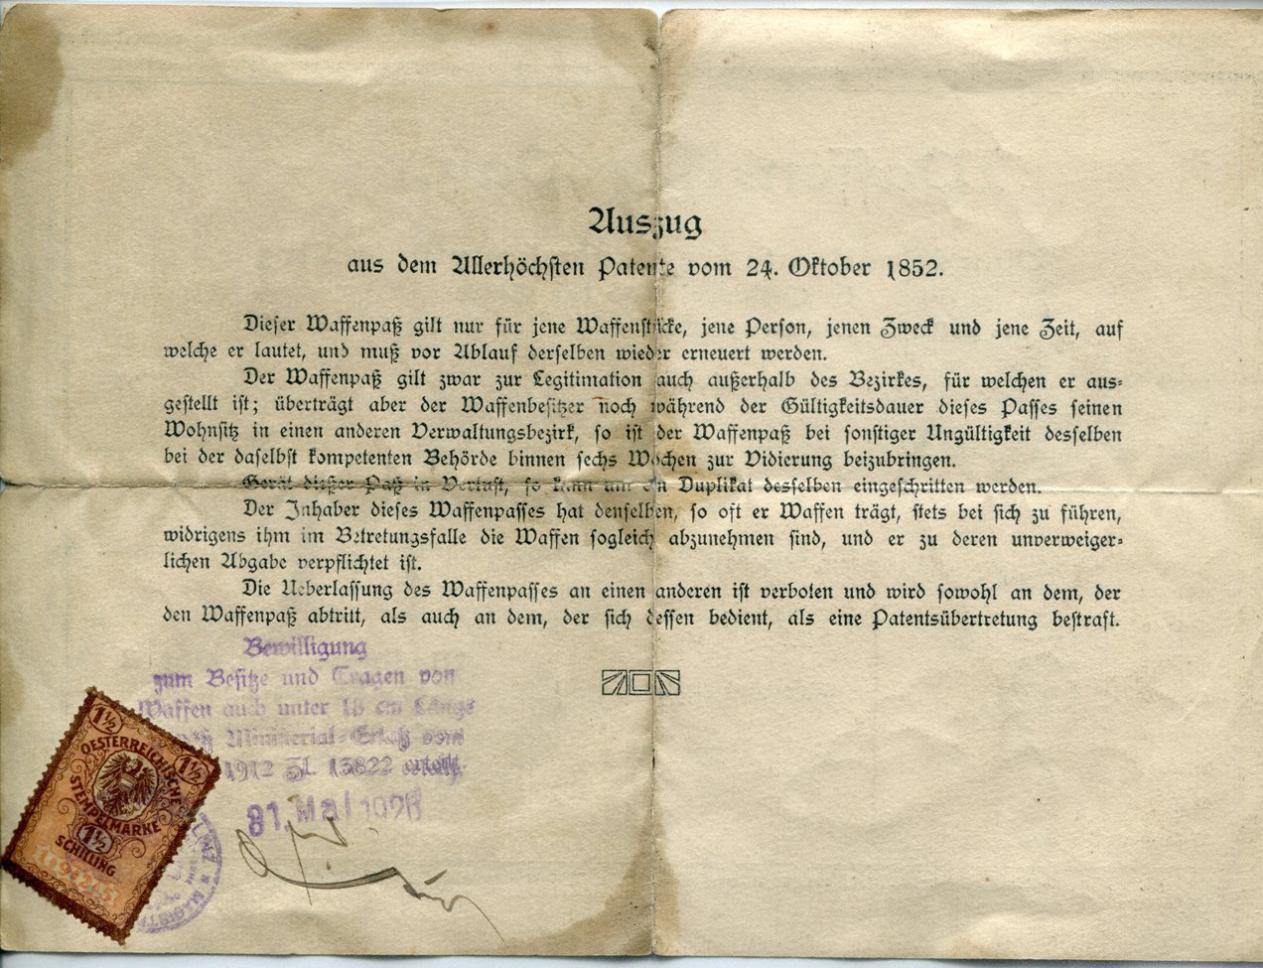 Auszug
aus dem Allerhöchsten Patente vom 24. Oktober 1852.
Dieser Waffenpaß gilt nur für jene Waffenstücke, jene Person, jenen Zweck und jene Zeit, auf
welche er lautet, und muß vor Ablauf derselben wieder erneuert werden.
Der Waffenpaß gilt zwar zur Legitimation auch außerhalb des Bezirkes, für welchen er aus-
gestellt ist; überträgt aber der Waffenbesitzer noch während der Gültigkeitsdauer dieses Passes seinen
Wohnsitz in einen anderen Verwaltungsbezirk, so ist der Waffenpaß bei sonstiger Ungültigkeit desselben
bei der daselbst kompetenten Behörde binnen sechs Wochen zur Vidierung beizubringen.
Gerät dieser Paß in Verlust, so kann um ein Duplikat desselben eingeschritten werden.
Der Inhaber dieses Waffenpasses hat denselben, so oft er Waffen trägt, stets bei sich zu führen,
widrigens ihm im Betretungsfalle die Waffen sogleich abzunehmen sind, und er zu deren unverweiger-
lichen Abgabe verpflichtet ist.
Die Ueberlassung des Waffenpasses an einen anderen ist verboten und wird sowohl an dem, der
den Waffenpaß abtritt, als auch an dem, der sich dessen bedient, als eine Patentsübertretung bestraft.
Bewilligung
zum Besitze und Tragen von
Waffen auch unter 18 cm Länge
Ministerial-Erlaß vom
1912 Zl. 13822 erteilt.
31. Mai
1½
OESTERREICHISCHE
1½
STEMPELMARKE
1½
SCHILLING